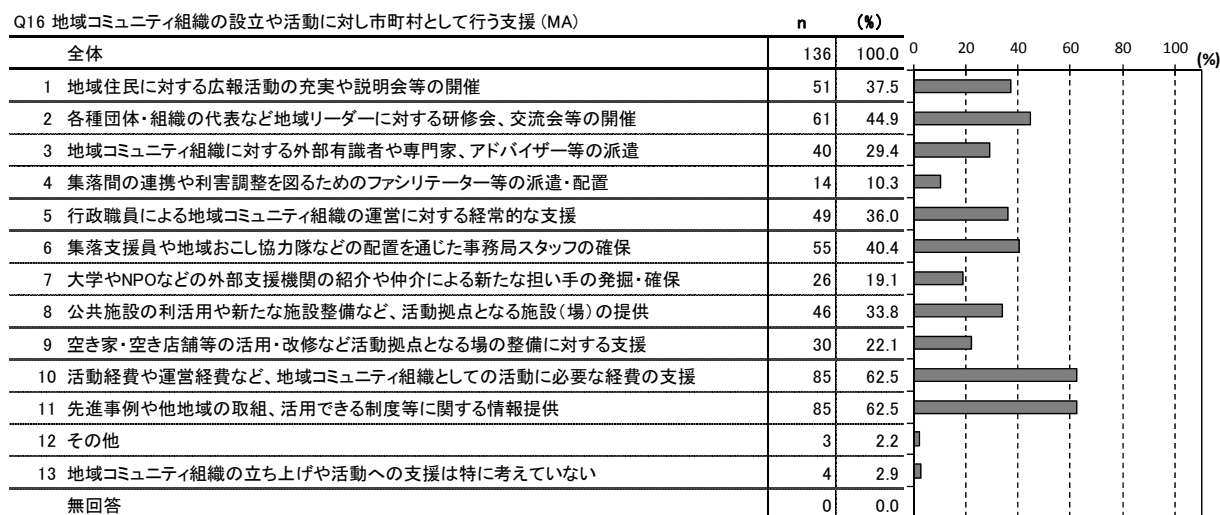 Q16 地域コミュニティ組織の設立や活動に対し市町村として行う支援(MA) n (%)
全体 136 100.0 0 20 40 60 80 100 (%)
1 地域住民に対する広報活動の充実や説明会等の開催 51 37.5
2 各種団体・組織の代表など地域リーダーに対する研修会、交流会等の開催 61 44.9
3 地域コミュニティ組織に対する外部有識者や専門家、アドバイザー等の派遣 40 29.4
4 集落間の連携や利害調整を図るためのファシリテーター等の派遣・配置 14 10.3
5 行政職員による地域コミュニティ組織の運営に対する経常的な支援 49 36.0
6 集落支援員や地域おこし協力隊などの配置を通じた事務局スタッフの確保 55 40.4
7 大学やNPOなどの外部支援機関の紹介や仲介による新たな担い手の発掘・確保 26 19.1
8 公共施設の利活用や新たな施設整備など、活動拠点となる施設(場)の提供 46 33.8
9 空き家・空き店舗等の活用・改修など活動拠点となる場の整備に対する支援 30 22.1
10 活動経費や運営経費など、地域コミュニティ組織としての活動に必要な経費の支援 85 62.5
11 先進事例や他地域の取組、活用できる制度等に関する情報提供 85 62.5
12 その他 3 2.2
13 地域コミュニティ組織の立ち上げや活動への支援は特に考えていない 4 2.9
無回答 0 0.0